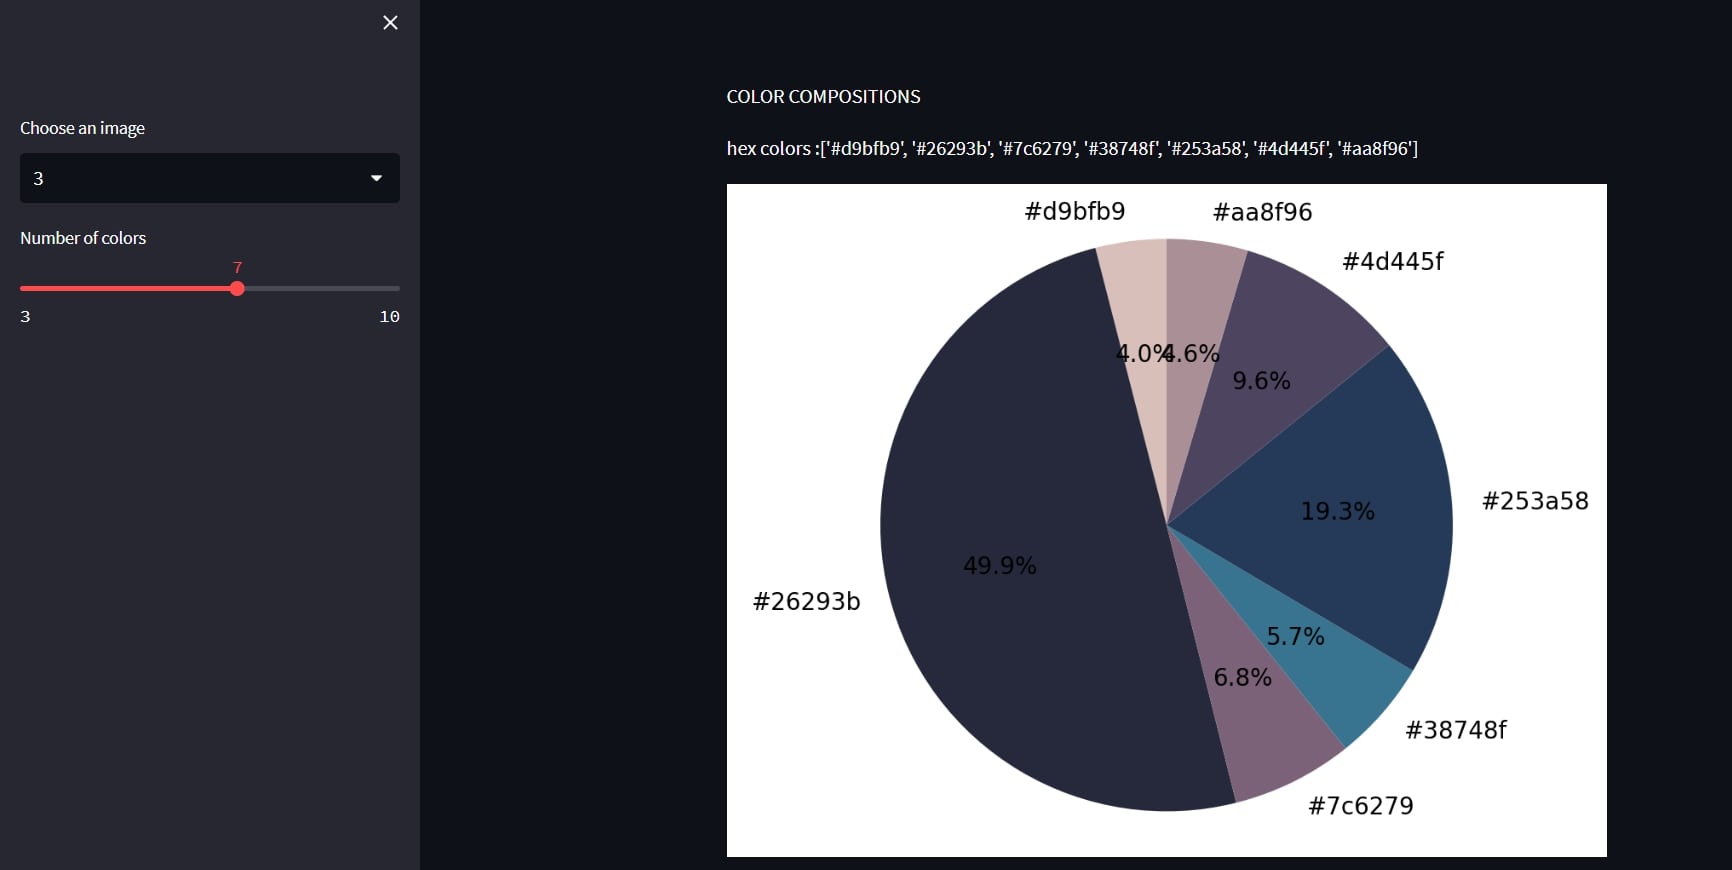 Choose an image
3
Number of colors
7
3 10
COLOR COMPOSITIONS
hex colors :['#d9bfb9', '#26293b', '#7c6279', '#38748f', '#253a58', '#4d445f', '#aa8f96']
#d9bfb9 #aa8f96
#4d445f
4.0% 4.6%
9.6%
#253a58
19.3%
49.9%
#26293b
5.7%
6.8%
#38748f
#7c6279